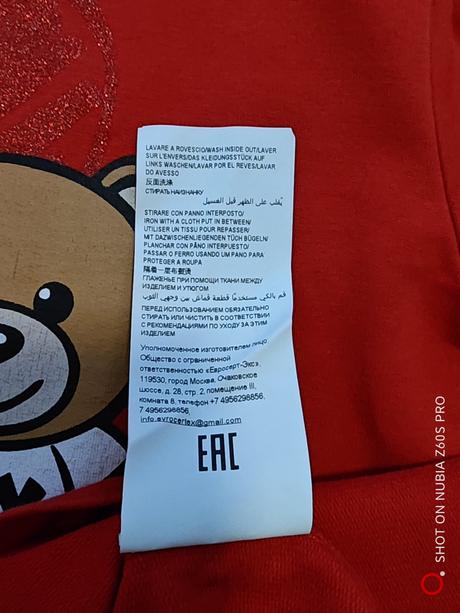 LAVARE A ROVESCIO/WASH INSIDE OUT/LAVER
SUR L'ENVERS/DAS KLEIDUNGSSTÜCK AUF
LINKS WASCHEN/LAVAR POR EL REVES/LAVAR
DO AVESSO
反面洗滌
СТИРАТЬ НАИЗНАНКУ
يُقلب على الظهر قبل الغسيل
STIRARE CON PANNO INTERPOSTO/
IRON WITH A CLOTH PUT IN BETWEEN/
UTILISER UN TISSU POUR REPASSER/
MIT DAZWISCHENLIEGENDEN TÜCH BÜGELN/
PLANCHAR CON PÂNO INTERPUESTO/
PASSAR O FERRO USANDO UM PANO PARA
PROTEGER A ROUPA
隔着一层布熨烫
ГЛАЖЕНЬЕ ПРИ ПОМОЩИ ТКАНИ МЕЖДУ
ИЗДЕЛИЕМ И УТЮГОМ
قم بالكي مستخدمًا قطعة قماش بين وجهي الثوب
ПЕРЕД ИСПОЛЬЗОВАНИЕМ ОБЯЗАТЕЛЬНО
СТИРАТЬ ИЛИ ЧИСТИТЬ В СООТВЕТСТВИИ
С РЕКОМЕНДАЦИЯМИ ПО УХОДУ ЗА ЭТИМ
ИЗДЕЛИЕМ
Уполномоченное изготовителем лицо
Общество с ограниченной
ответственностью «Евросерт-Экс»,
119530, город Москва, Очаковское
шоссе, д. 28, стр. 2, помещение III,
комната 8, телефон +7 4956298856,
7 4956298656,
info.evrocertex@gmail.com
EAC
SHOT ON NUBIA Z60S PRO